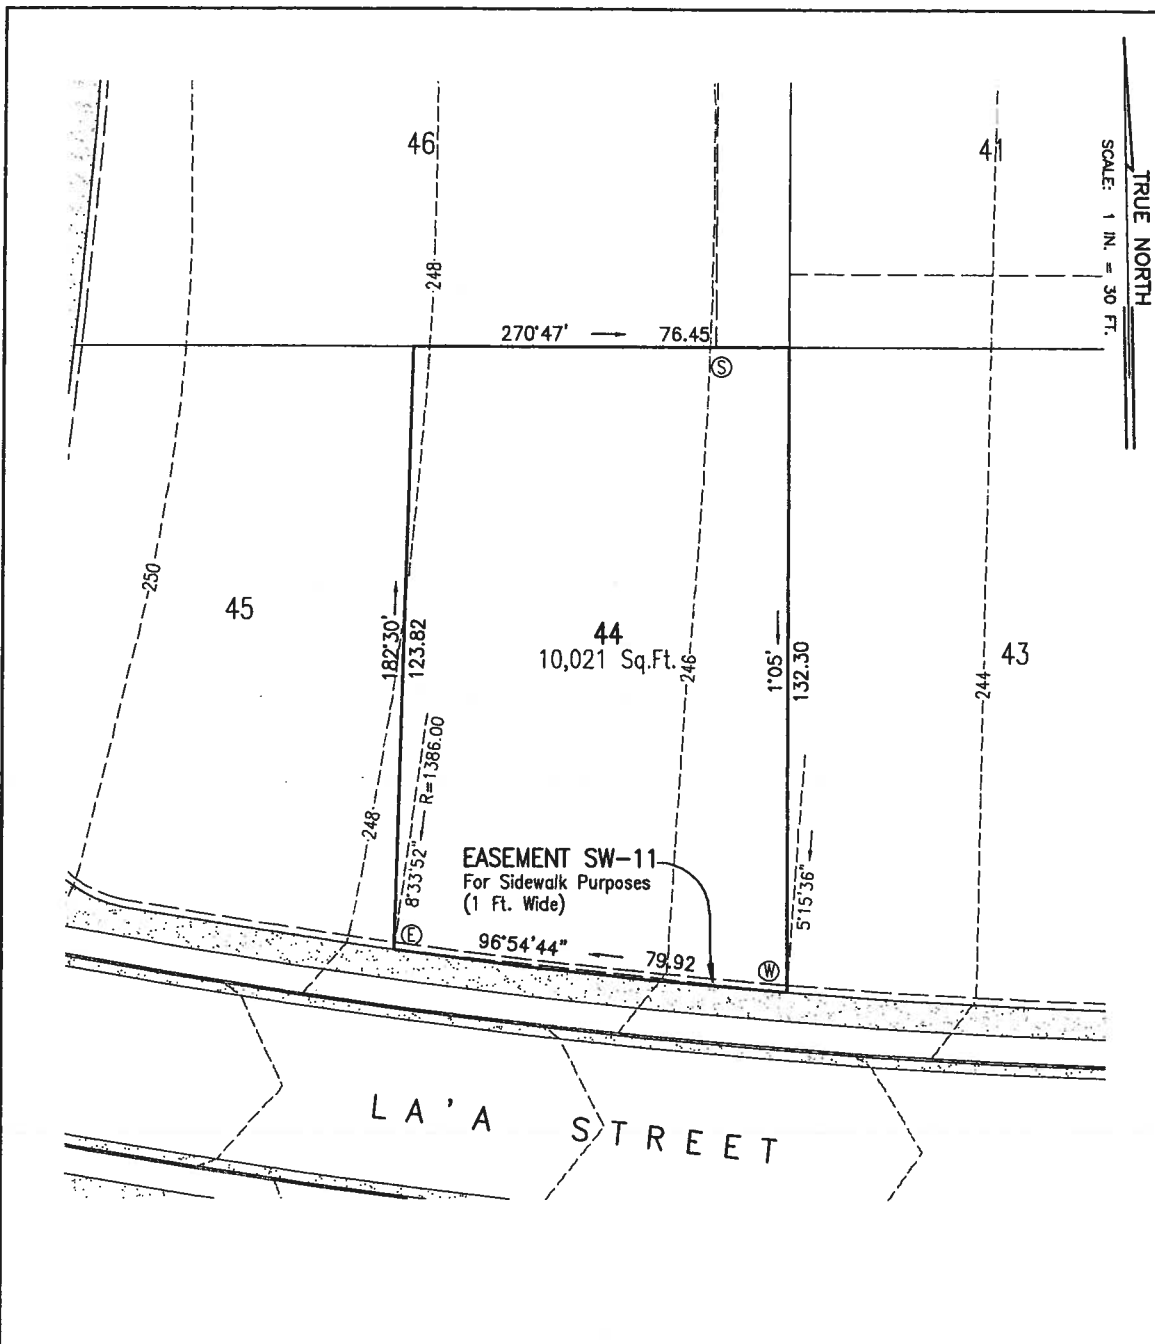 46
41
TRUE NORTH
SCALE: 1 IN. = 30 FT.
248
270°47' 76.45
S
250
45
182°30'
123.82
44
10,021 Sq.Ft.
246
1°05'
132.30
43
244
8°33'52" R=1386.00
248
EASEMENT SW-11
For Sidewalk Purposes
(1 Ft. Wide)
5°15'36"
E
96°54'44" 79.92
W
LA'A STREET